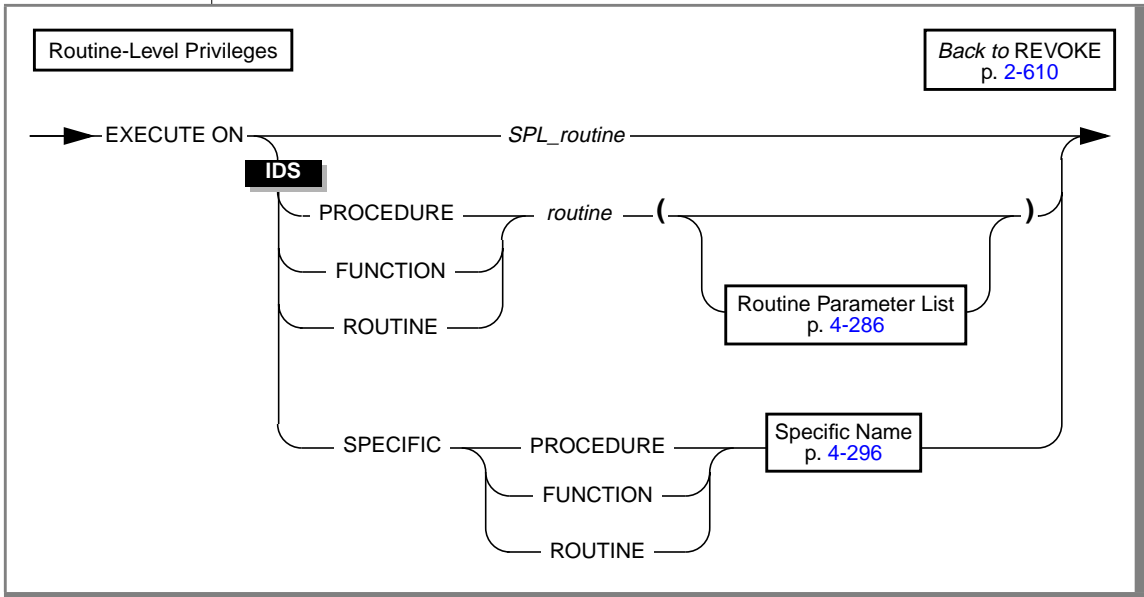 Routine-Level Privileges
Back to REVOKE
p. 2-610
EXECUTE ON
SPL_routine
IDS
PROCEDURE
routine
(
)
FUNCTION
ROUTINE
Routine Parameter List
p. 4-286
SPECIFIC
PROCEDURE
FUNCTION
ROUTINE
Specific Name
p. 4-296